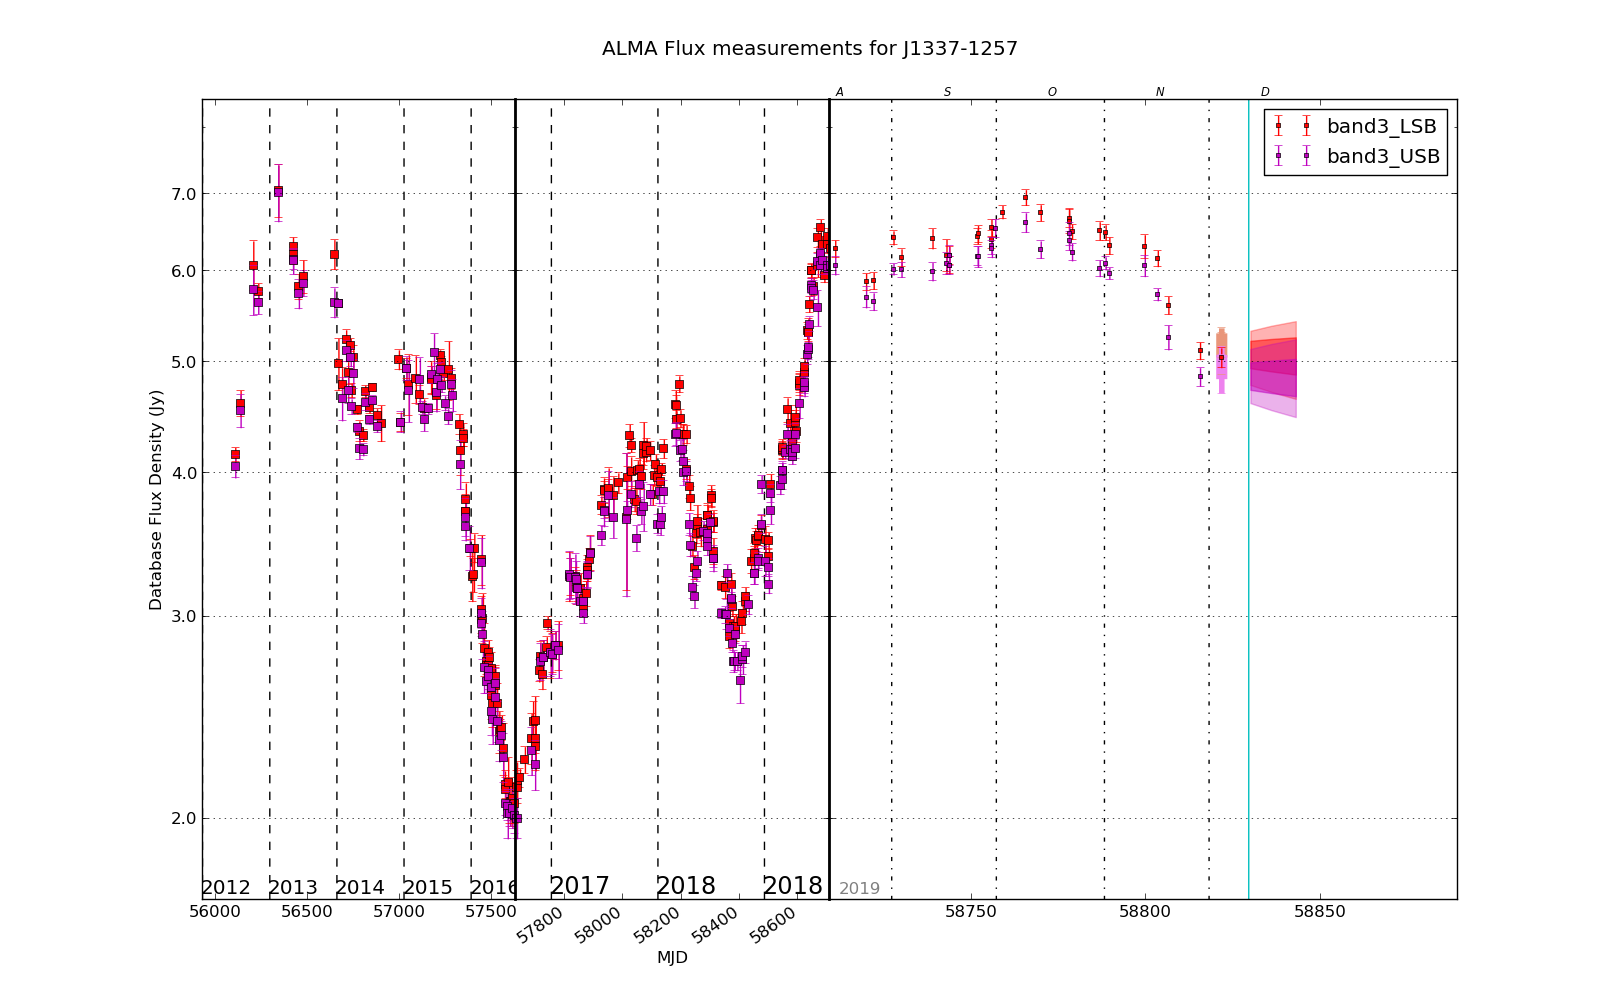 ALMA Flux measurements for J1337-1257
A S O N D
band3_LSB
band3_USB
7.0
6.0
5.0
4.0
3.0
2.0
Database Flux Density (Jy)
2012 2013 2014 2015 2016 2017 2018 2018 2019
56000 56500 57000 57500 57800 58000 58200 58400 58600 58750 58800 58850
MJD